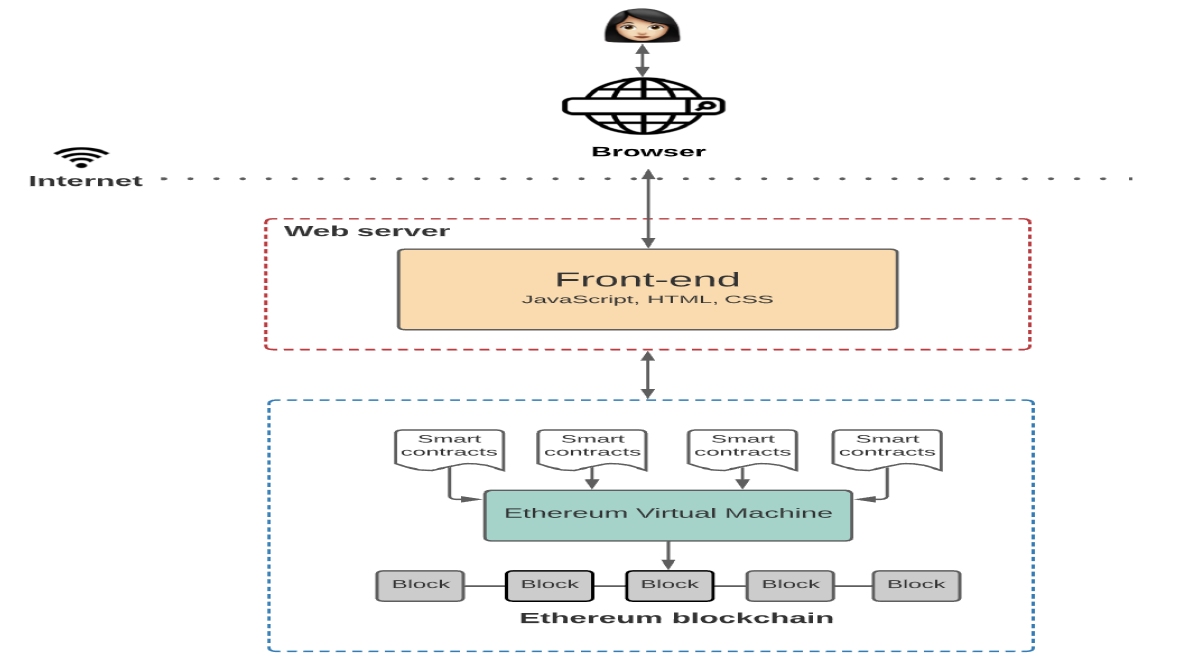 Browser
Internet
Web server
Front-end
JavaScript, HTML, CSS
Smart
contracts
Smart
contracts
Smart
contracts
Smart
contracts
Ethereum Virtual Machine
Block
Block
Block
Block
Block
Ethereum blockchain